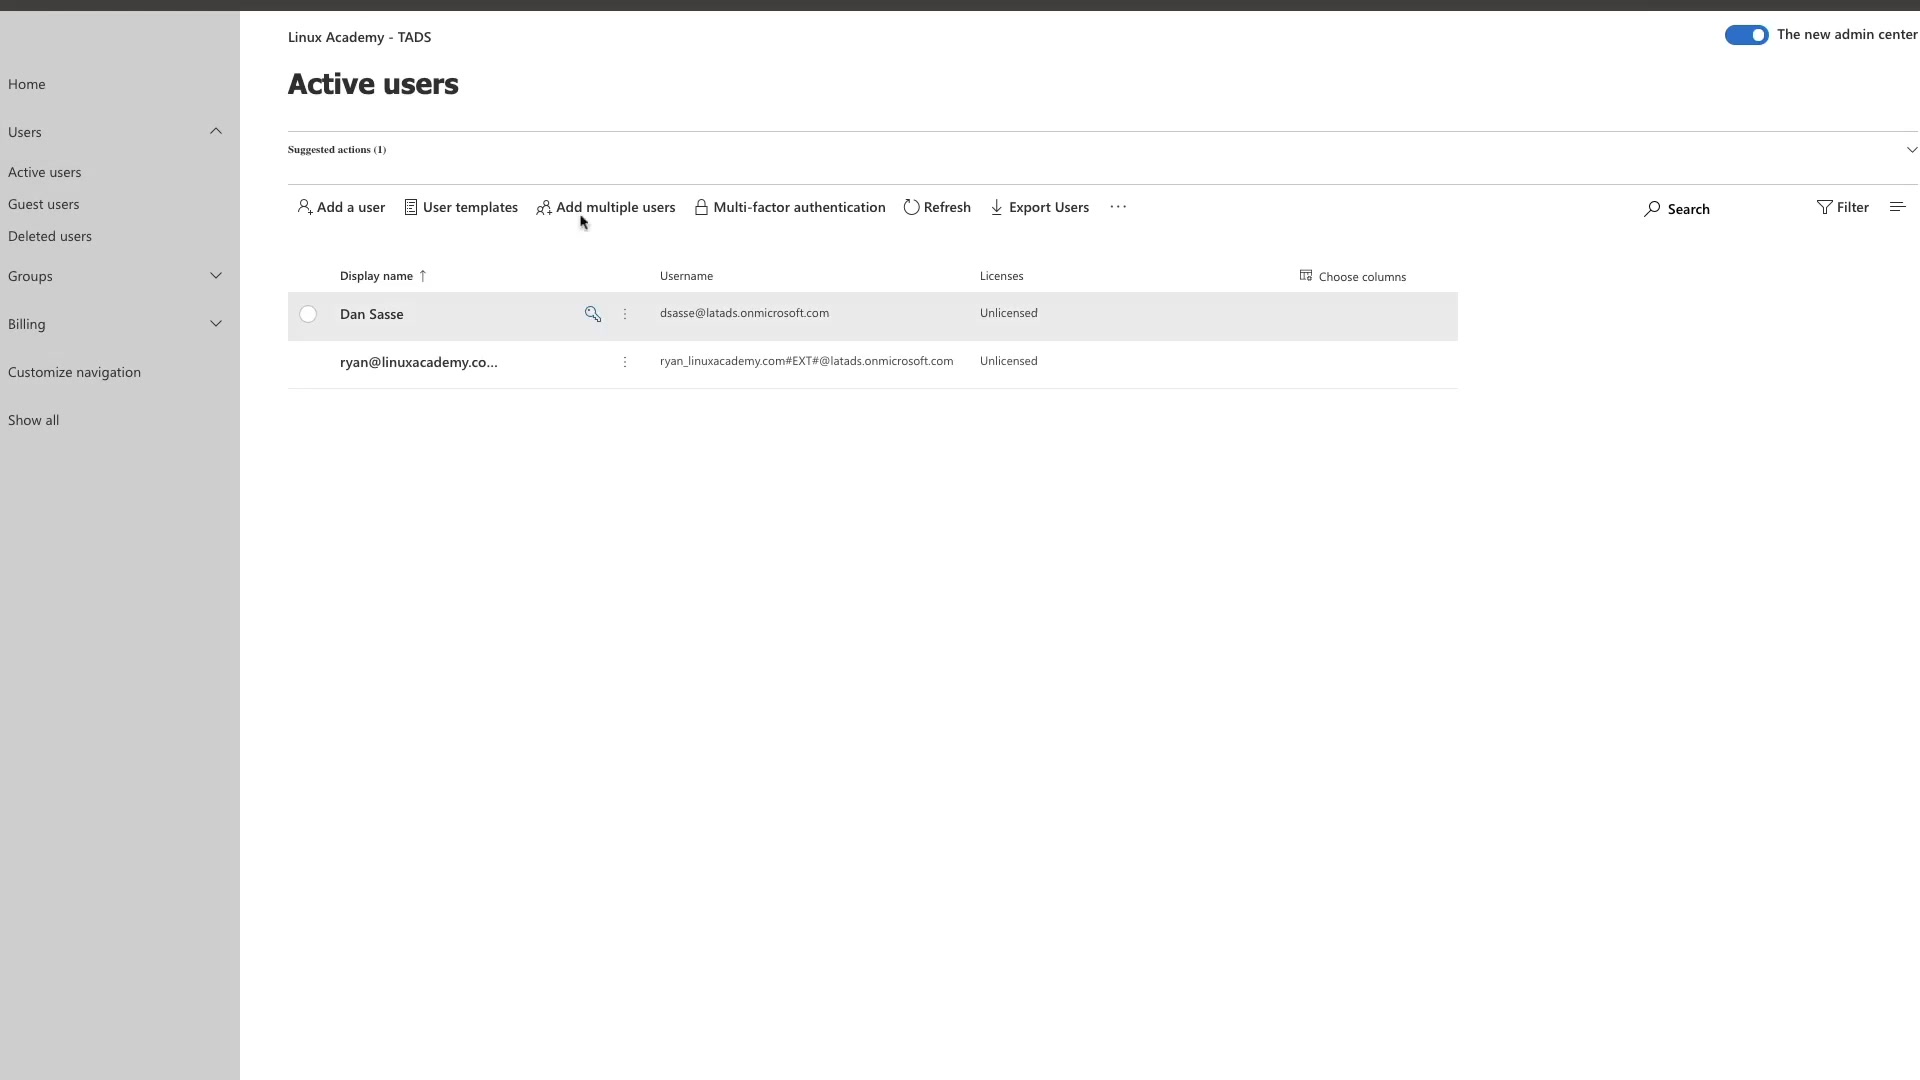 Linux Academy - TADS
The new admin center
Active users
Home
Users
Active users
Guest users
Deleted users
Groups
Billing
Customize navigation
Show all
Suggested actions (1)
Add a user User templates Add multiple users Multi-factor authentication Refresh Export Users ··· Search Filter
Display name ↑ Username Licenses Choose columns
Dan Sasse dsasse@latads.onmicrosoft.com Unlicensed
ryan@linuxacademy.co... ryan_linuxacademy.com#EXT#@latads.onmicrosoft.com Unlicensed